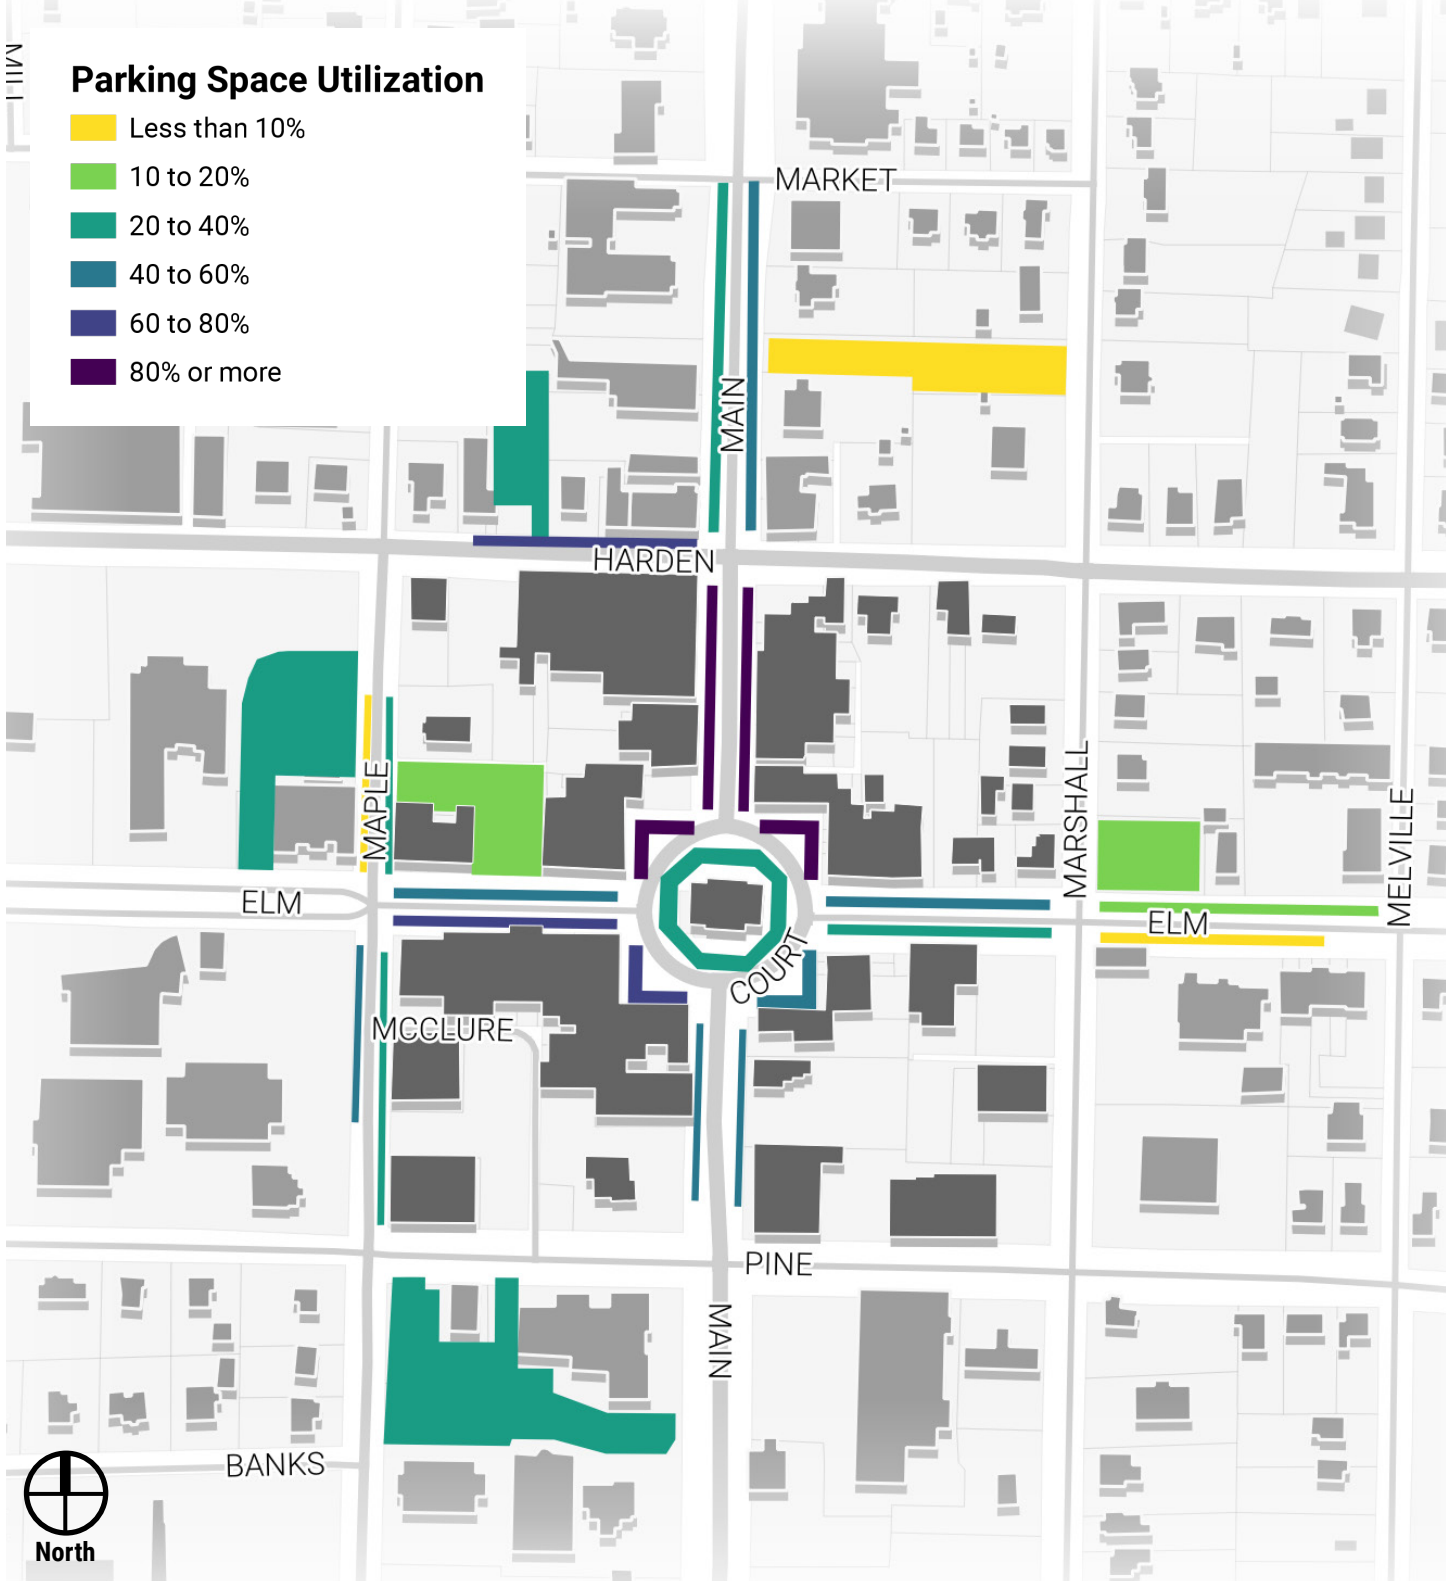 MILL
Parking Space Utilization
Less than 10%
10 to 20%
20 to 40%
40 to 60%
60 to 80%
80% or more
MARKET
MAIN
HARDEN
MAPLE
MARSHALL
MELVILLE
ELM
ELM
COURT
MCCLURE
PINE
MAIN
BANKS
North